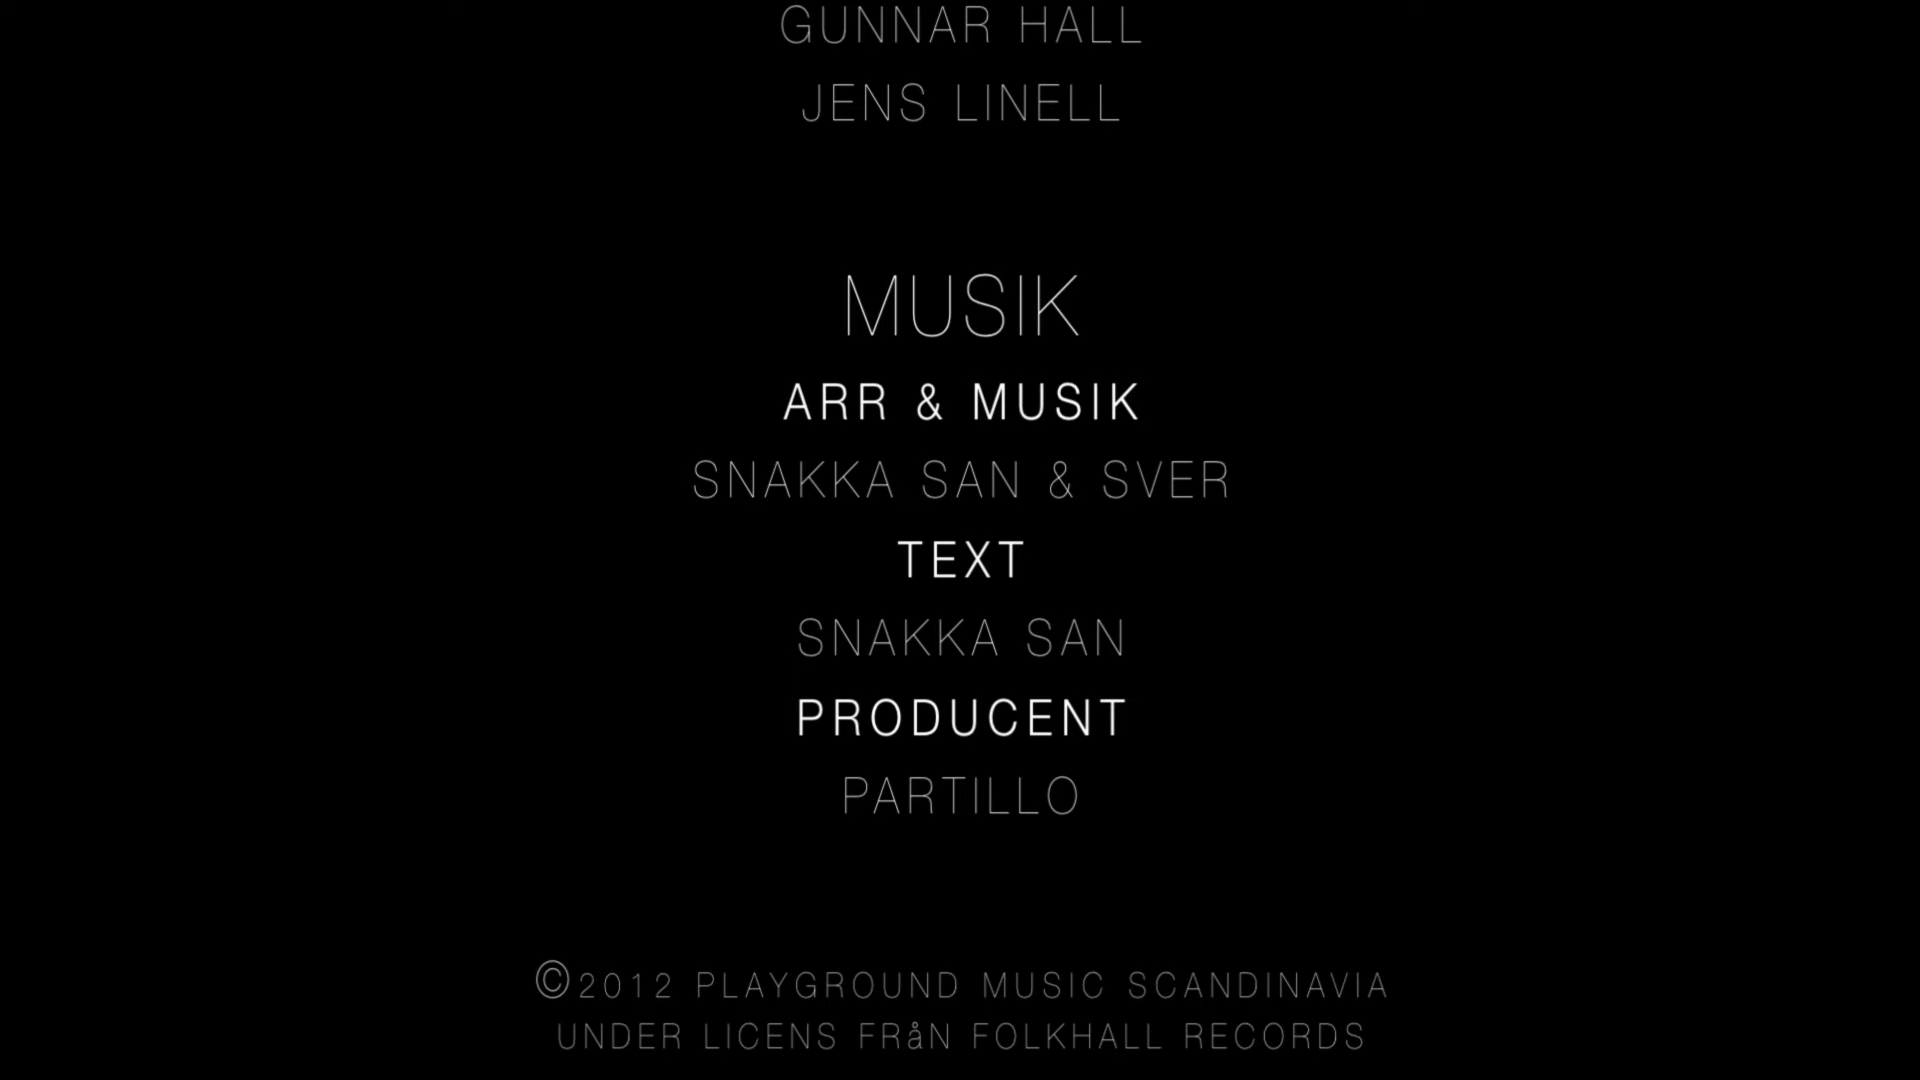 GUNNAR HALL
JENS LINELL
MUSIK
ARR & MUSIK
SNAKKA SAN & SVER
TEXT
SNAKKA SAN
PRODUCENT
PARTILLO
©2012 PLAYGROUND MUSIC SCANDINAVIA
UNDER LICENS FRåN FOLKHALL RECORDS